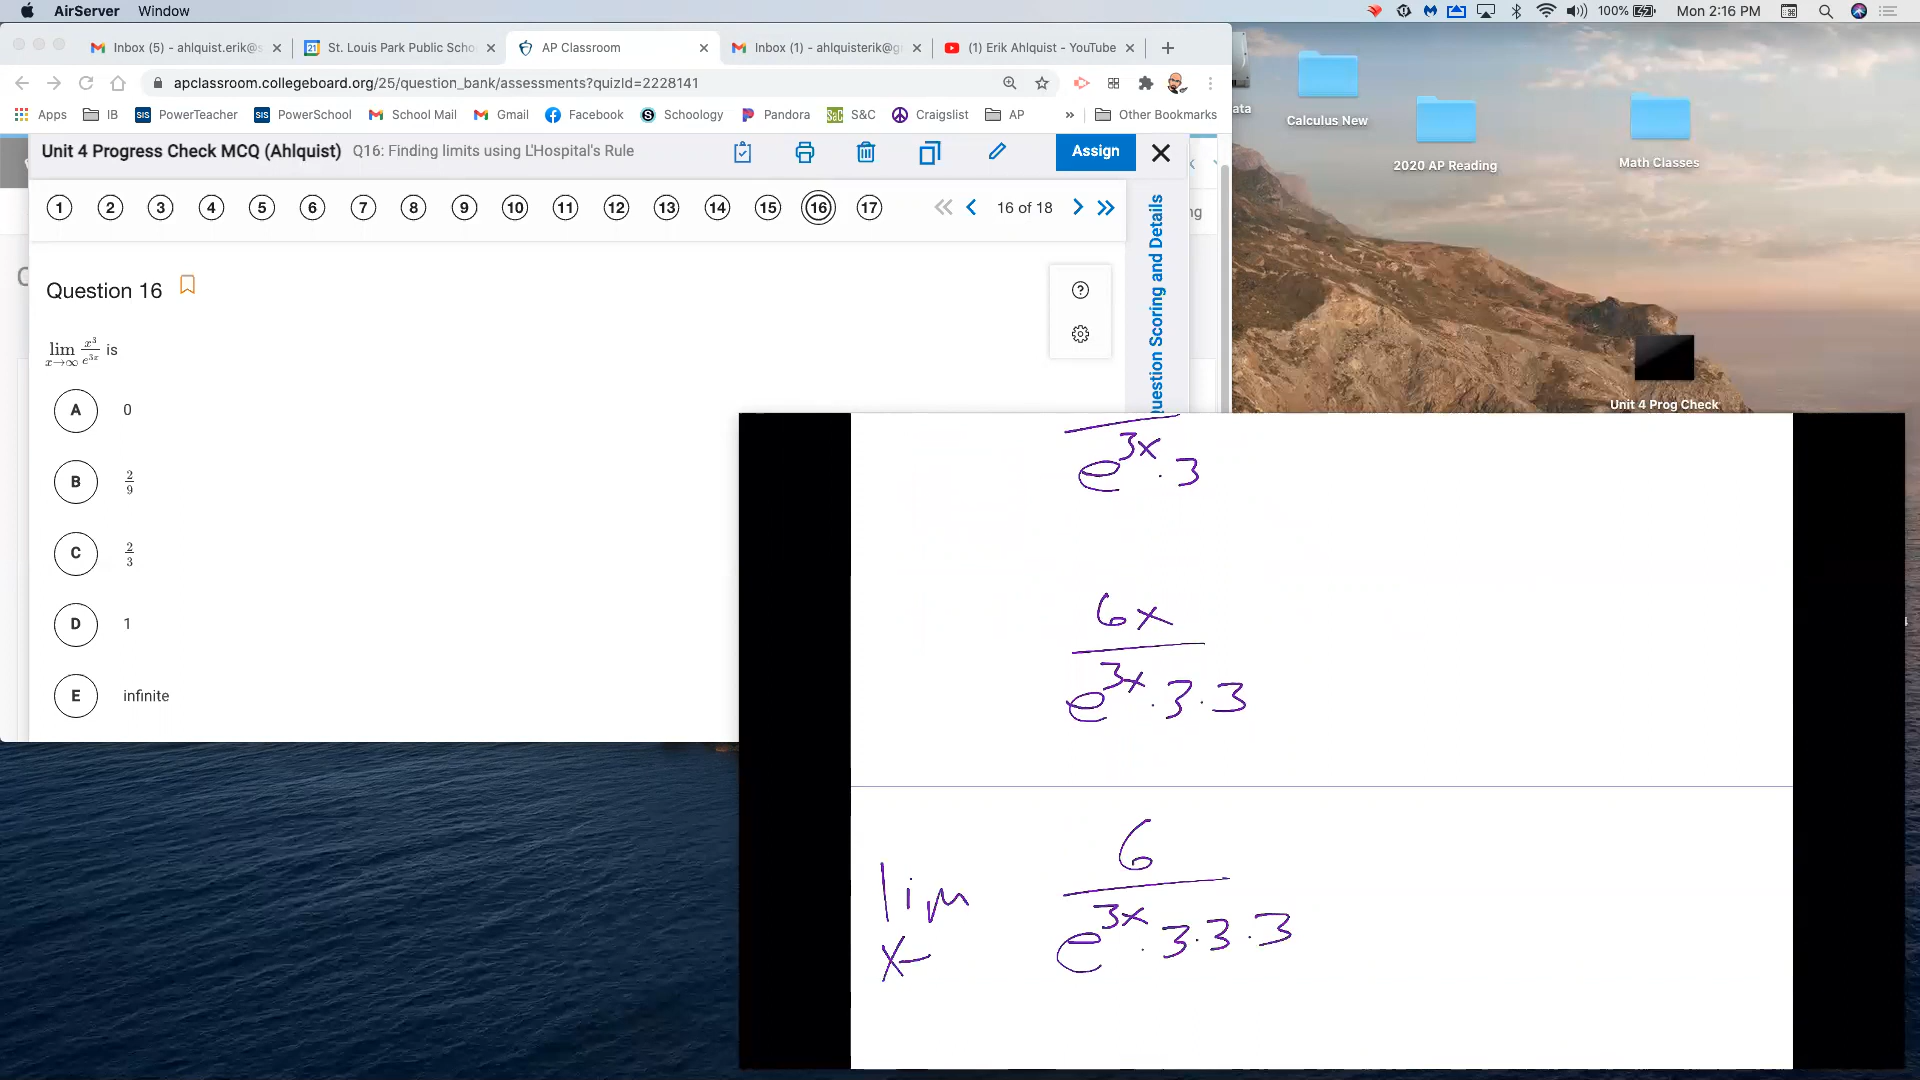 AirServer Window 100% Mon 2:16 PM
Inbox (5) - ahlquist.erik@s St. Louis Park Public Scho AP Classroom Inbox (1) - ahlquisterik@g (1) Erik Ahlquist - YouTube
apclassroom.collegeboard.org/25/question_bank/assessments?quizId=2228141
Apps IB SIS PowerTeacher SIS PowerSchool School Mail Gmail Facebook Schoology Pandora S&C Craigslist AP » Other Bookmarks
Unit 4 Progress Check MCQ (Ahlquist) Q16: Finding limits using L'Hospital's Rule Assign
1 2 3 4 5 6 7 8 9 10 11 12 13 14 15 16 17 16 of 18
Question Scoring and Details
ng
Question 16
lim x→∞ x³/e³ˣ is
A 0
B 2/9
C 2/3
D 1
E infinite
ata
Calculus New
2020 AP Reading
Math Classes
Unit 4 Prog Check
e³ˣ · 3
6x
e³ˣ · 3 · 3
6
lim
e³ˣ · 3 · 3 · 3
x